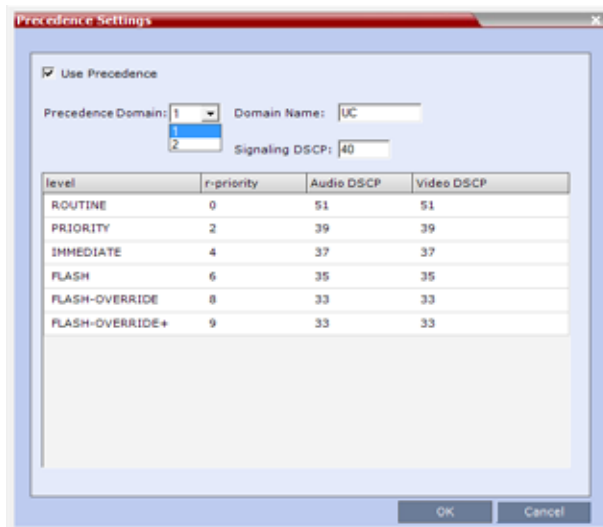 Precedence Settings
Use Precedence
Precedence Domain: 1 Domain Name: UC
1
2 Signaling DSCP: 40
level r-priority Audio DSCP Video DSCP
ROUTINE 0 51 51
PRIORITY 2 39 39
IMMEDIATE 4 37 37
FLASH 6 35 35
FLASH-OVERRIDE 8 33 33
FLASH-OVERRIDE+ 9 33 33
OK Cancel